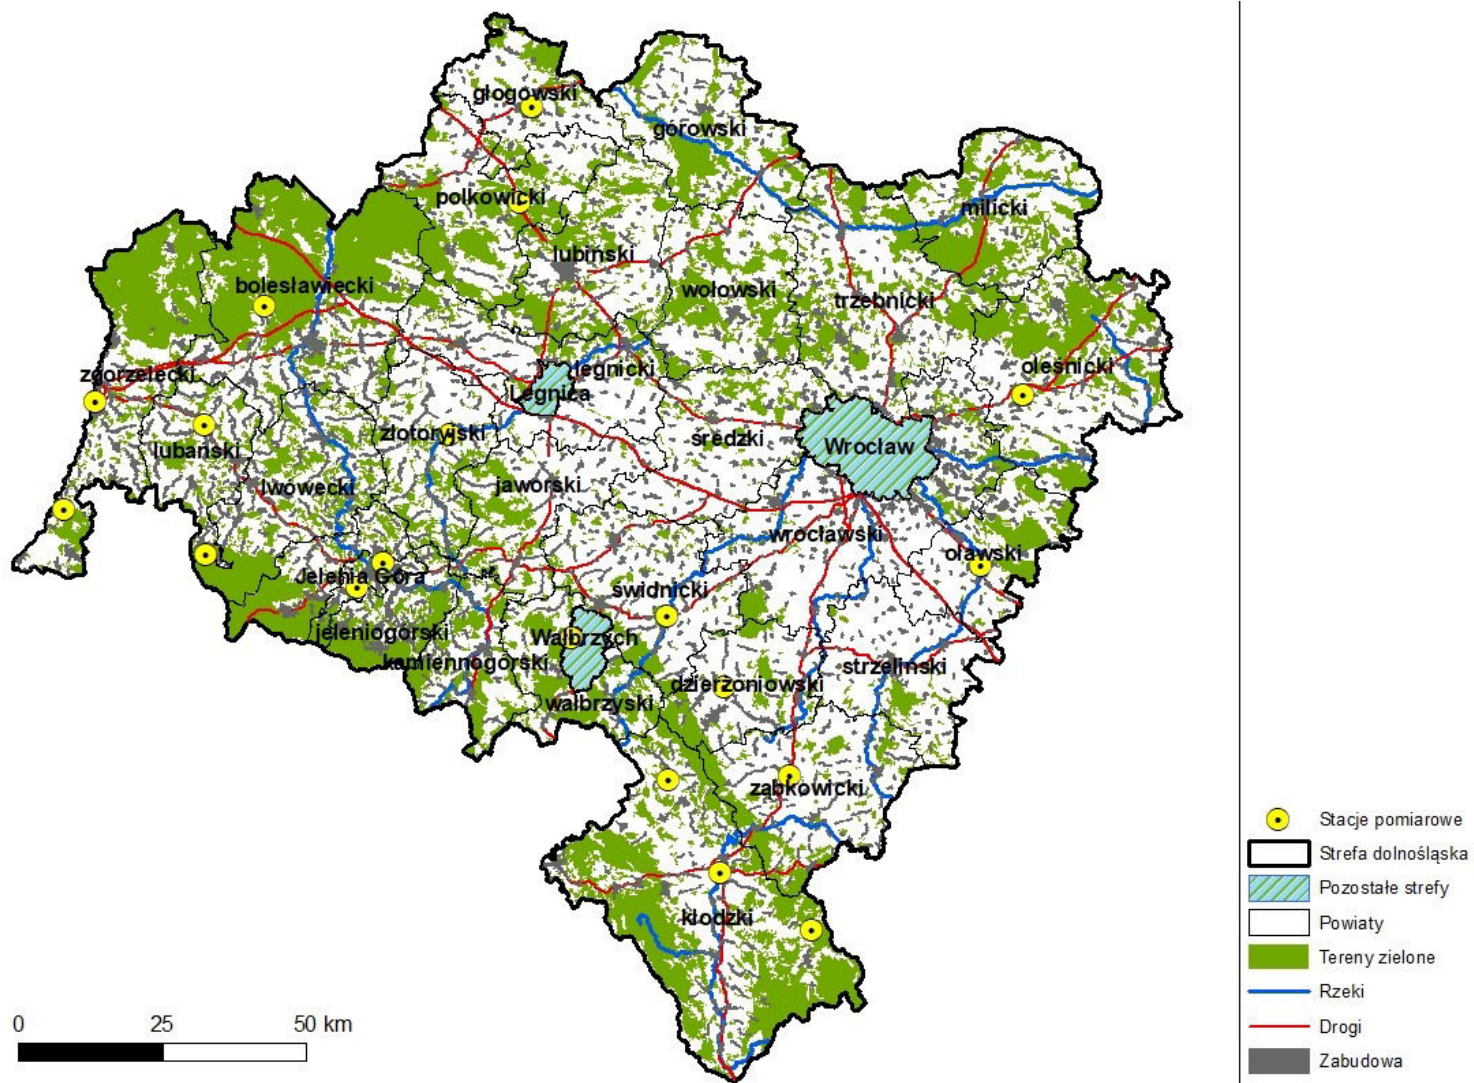 głogowski
górowski
polkowicki
milicki
lubiński
bolesławiecki
wołowski
trzebnicki
zgorzelecki
legnicki
oleśnicki
Legnica
złotoryjski
średzki
Wrocław
lubański
lwówecki
jaworski
wrocławski
oławski
Jelenia Góra
świdnicki
jeleniogórski
Wałbrzych
kamiennogórski
strzeliński
dzierżoniowski
wałbrzyski
ząbkowicki
kłodzki
0 25 50 km
Stacje pomiarowe
Strefa dolnośląska
Pozostałe strefy
Powiaty
Tereny zielone
Rzeki
Drogi
Zabudowa